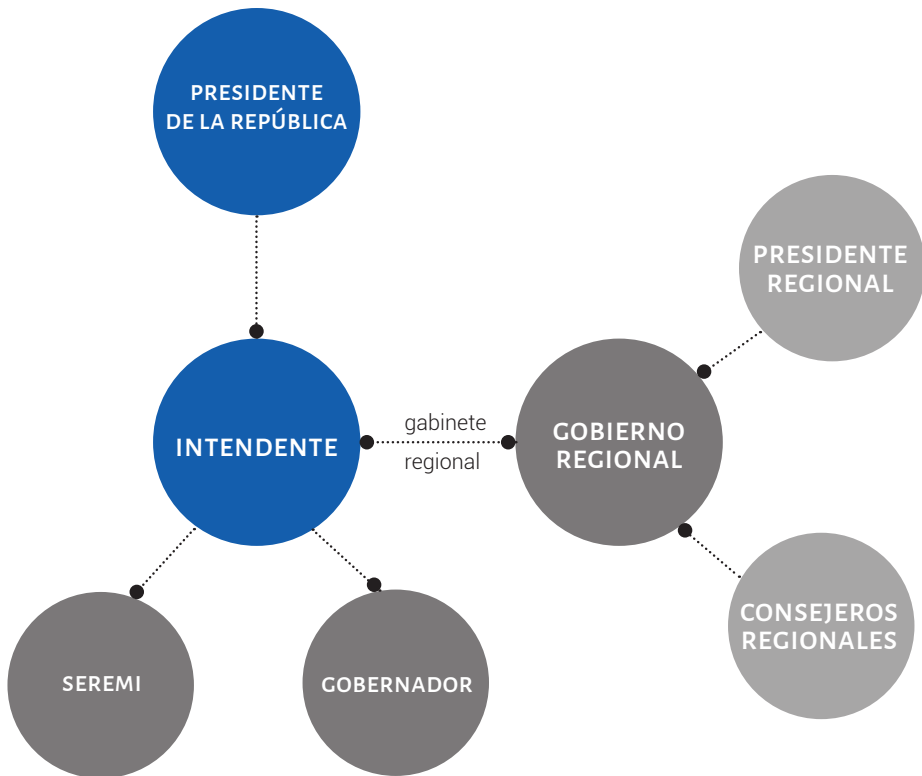 PRESIDENTE
DE LA REPÚBLICA
PRESIDENTE
REGIONAL
INTENDENTE
gabinete
regional
GOBIERNO
REGIONAL
CONSEJEROS
REGIONALES
SEREMI
GOBERNADOR